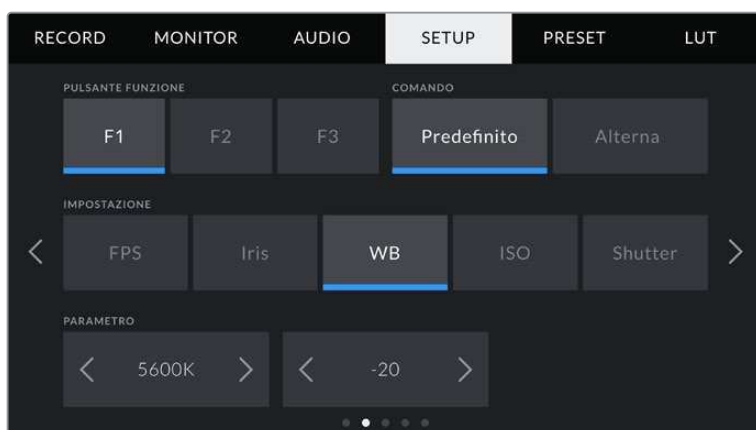 RECORD MONITOR AUDIO SETUP PRESET LUT
PULSANTE FUNZIONE COMANDO
F1 F2 F3 Predefinito Alterna
IMPOSTAZIONE
FPS Iris WB ISO Shutter
PARAMETRO
5600K -20